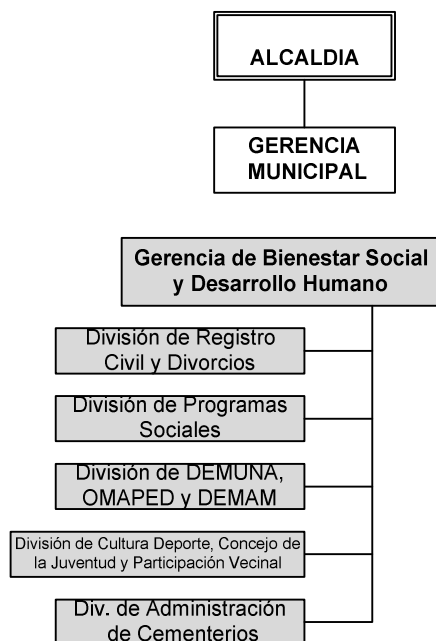 ALCALDIA
GERENCIA
MUNICIPAL
Gerencia de Bienestar Social
y Desarrollo Humano
División de Registro
Civil y Divorcios
División de Programas
Sociales
División de DEMUNA,
OMAPED y DEMAM
División de Cultura Deporte, Concejo de
la Juventud y Participación Vecinal
Div. de Administración
de Cementerios